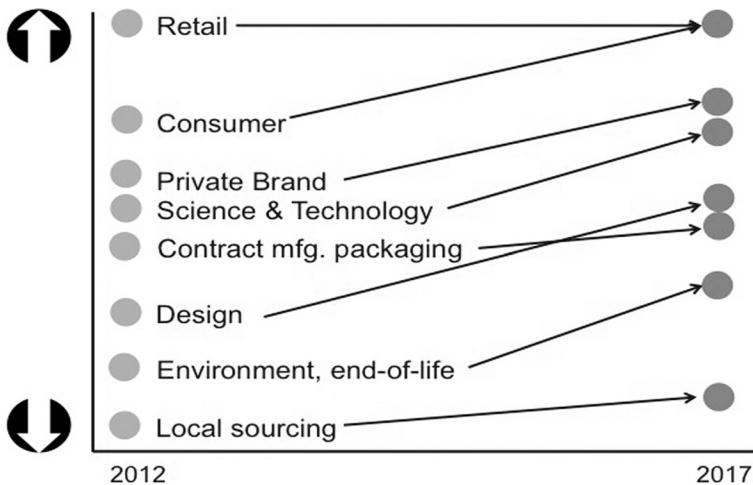 Retail
Consumer
Private Brand
Science & Technology
Contract mfg. packaging
Design
Environment, end-of-life
Local sourcing
2012 2017